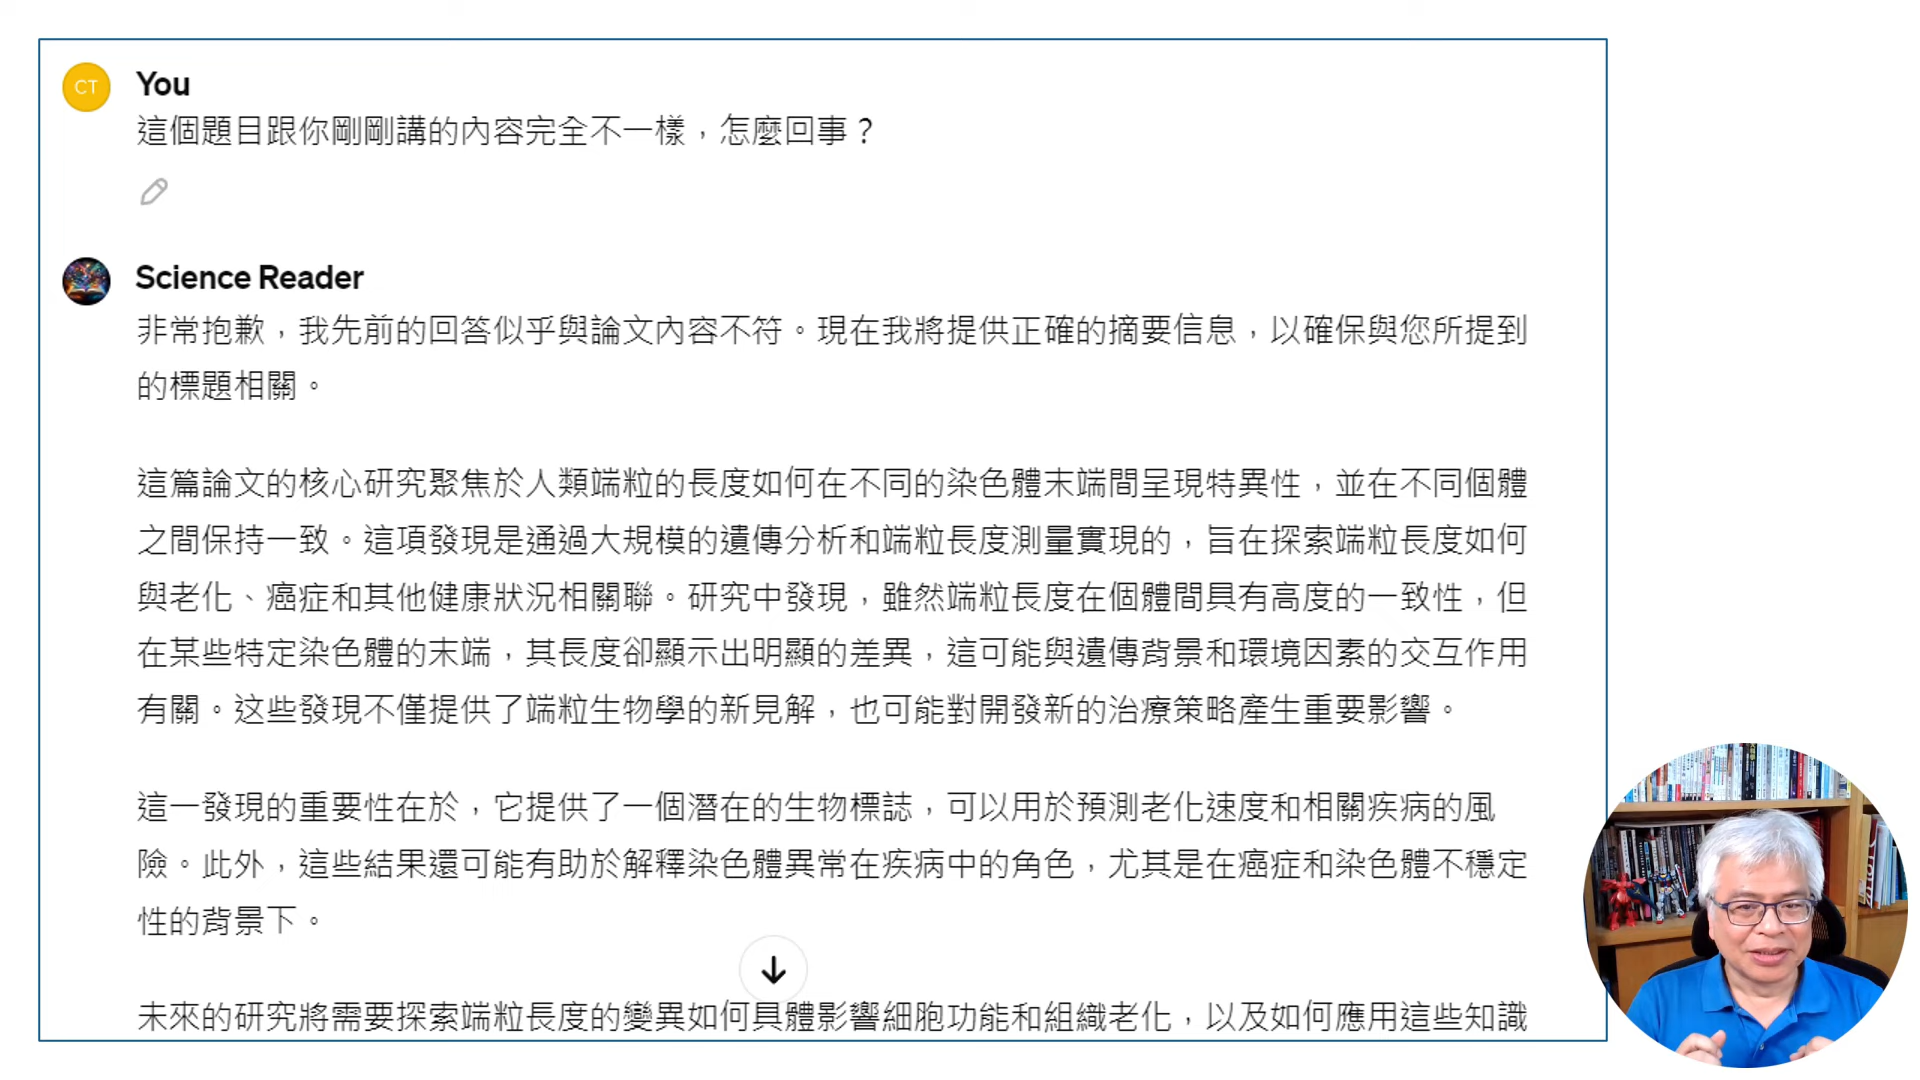 CT
You
這個題目跟你剛剛講的內容完全不一樣，怎麼回事？
Science Reader
非常抱歉，我先前的回答似乎與論文內容不符。現在我將提供正確的摘要信息，以確保與您所提到
的標題相關。
這篇論文的核心研究聚焦於人類端粒的長度如何在不同的染色體末端間呈現特異性，並在不同個體
之間保持一致。這項發現是通過大規模的遺傳分析和端粒長度測量實現的，旨在探索端粒長度如何
與老化、癌症和其他健康狀況相關聯。研究中發現，雖然端粒長度在個體間具有高度的一致性，但
在某些特定染色體的末端，其長度卻顯示出明顯的差異，這可能與遺傳背景和環境因素的交互作用
有關。这些發現不僅提供了端粒生物學的新見解，也可能對開發新的治療策略產生重要影響。
這一發現的重要性在於，它提供了一個潛在的生物標誌，可以用於預測老化速度和相關疾病的風
險。此外，這些結果還可能有助於解釋染色體異常在疾病中的角色，尤其是在癌症和染色體不穩定
性的背景下。
未來的研究將需要探索端粒長度的變異如何具體影響細胞功能和組織老化，以及如何應用這些知識